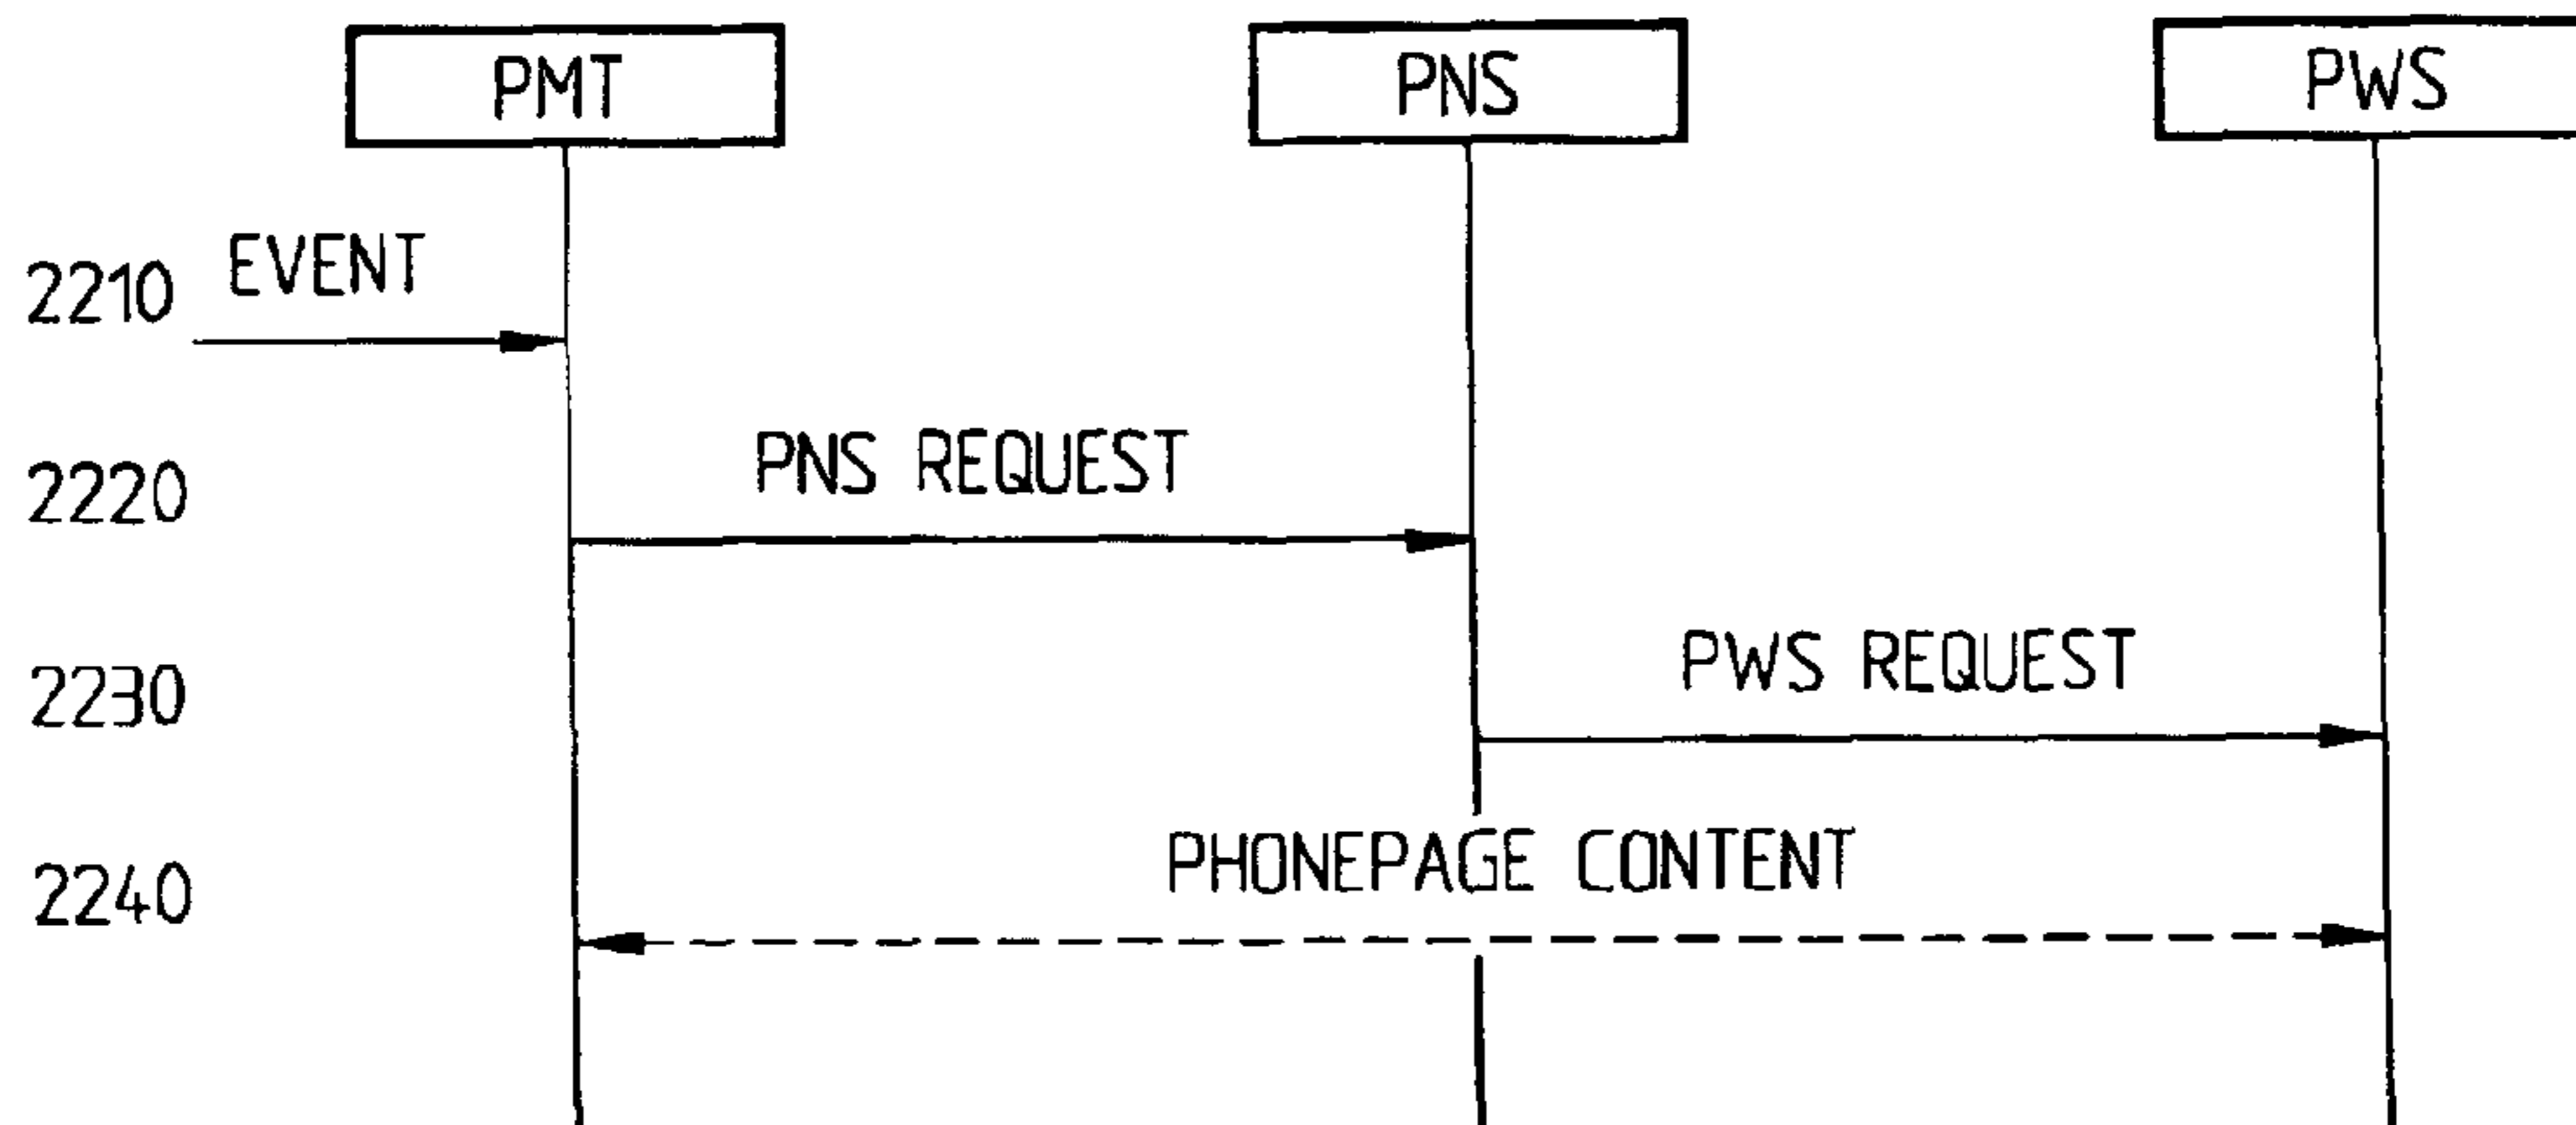 PMT PNS PWS
2210 EVENT
2220 PNS REQUEST
2230 PWS REQUEST
2240 PHONEPAGE CONTENT